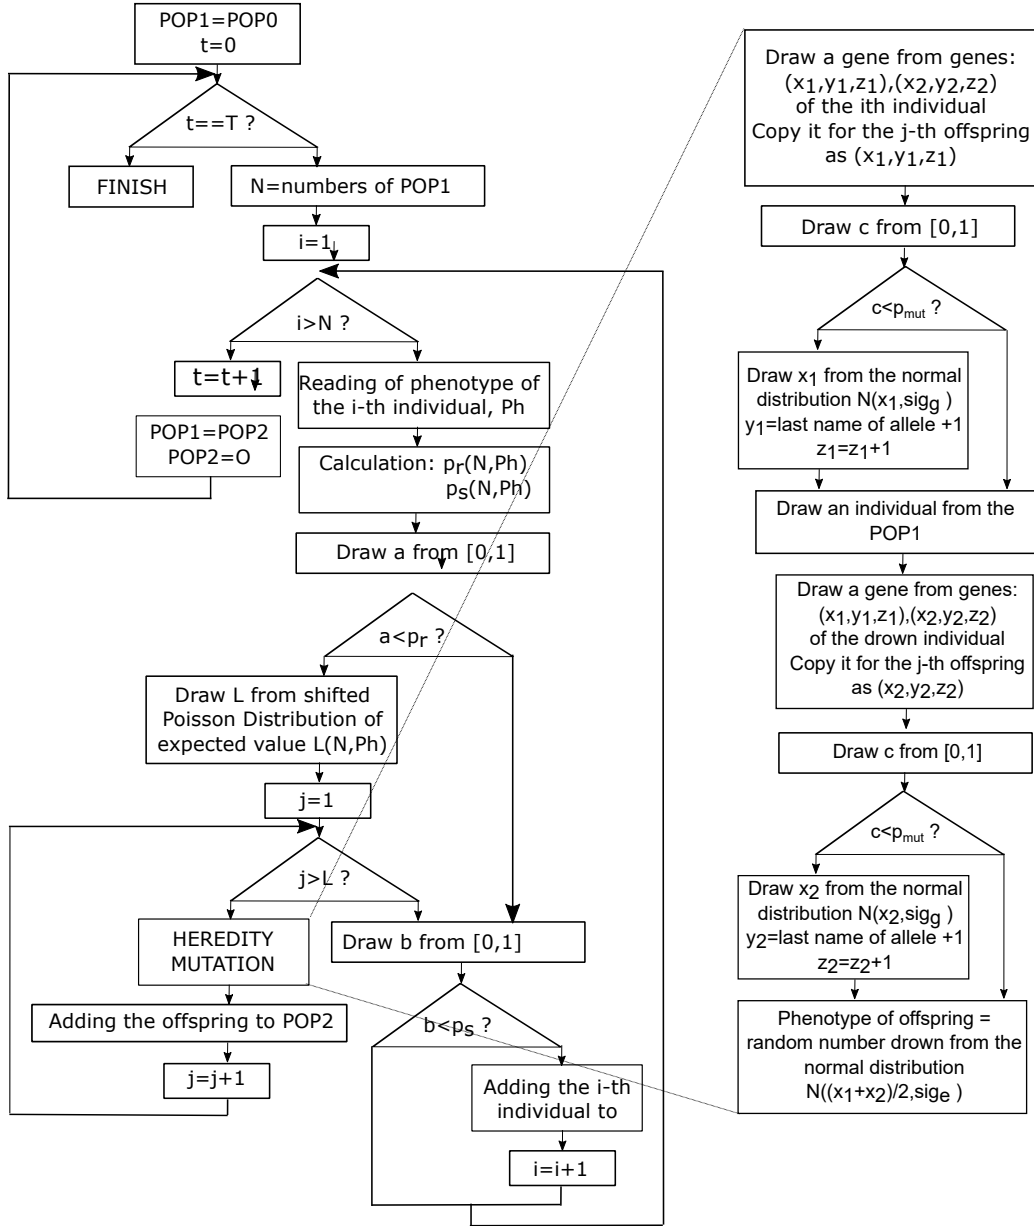 POP1=POP0
t=0
t==T ?
FINISH
N=numbers of POP1
i=1
i>N ?
t=t+1
Reading of phenotype of
the i-th individual, Ph
POP1=POP2
POP2=O
Calculation: pr(N,Ph)
ps(N,Ph)
Draw a from [0,1]
a<pr ?
Draw L from shifted
Poisson Distribution of
expected value L(N,Ph)
j=1
j>L ?
HEREDITY
MUTATION
Draw b from [0,1]
Adding the offspring to POP2
b<ps ?
j=j+1
Adding the i-th
individual to
i=i+1
Draw a gene from genes:
(x1,y1,z1),(x2,y2,z2)
of the ith individual
Copy it for the j-th offspring
as (x1,y1,z1)
Draw c from [0,1]
c<pmut ?
Draw x1 from the normal
distribution N(x1,sigg )
y1=last name of allele +1
z1=z1+1
Draw an individual from the
POP1
Draw a gene from genes:
(x1,y1,z1),(x2,y2,z2)
of the drown individual
Copy it for the j-th offspring
as (x2,y2,z2)
Draw c from [0,1]
c<pmut ?
Draw x2 from the normal
distribution N(x2,sigg )
y2=last name of allele +1
z2=z2+1
Phenotype of offspring =
random number drown from the
normal distribution
N((x1+x2)/2,sige )